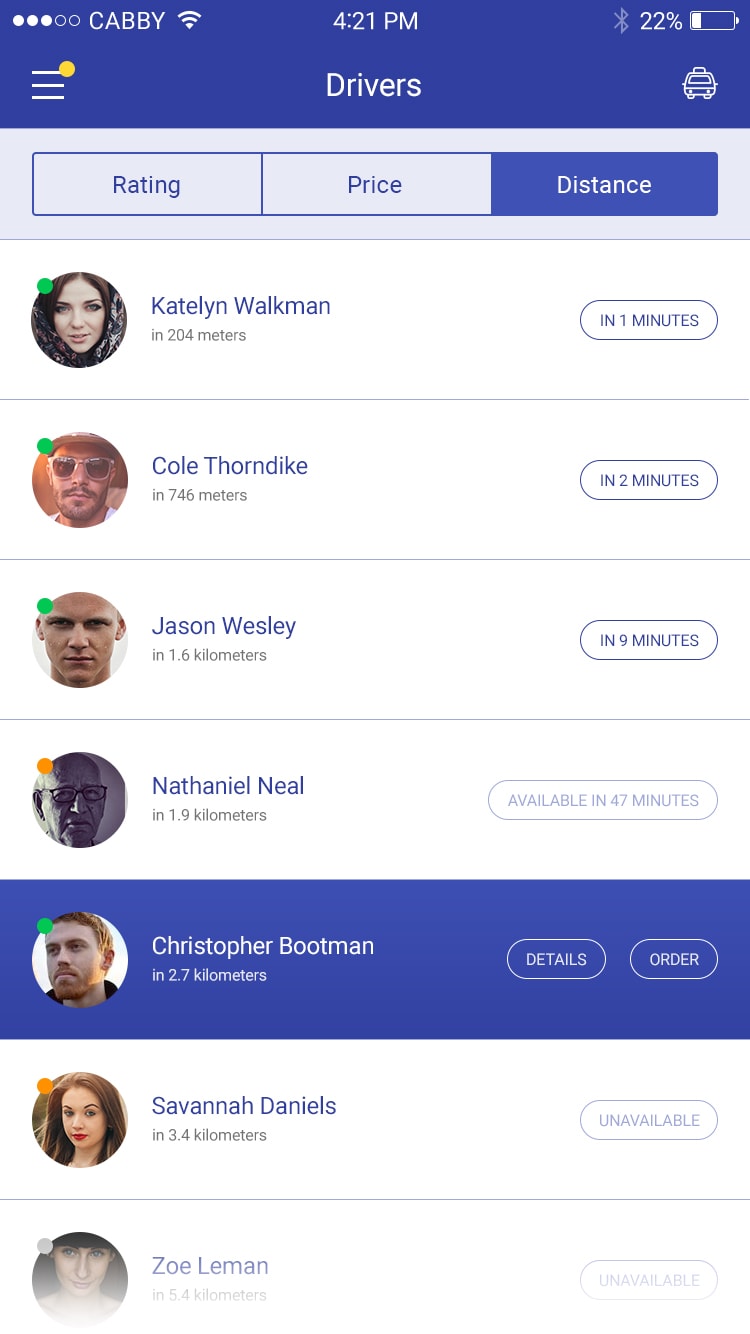 CABBY 4:21 PM 22%
Drivers
Rating Price Distance
Katelyn Walkman
in 204 meters
IN 1 MINUTES
Cole Thorndike
in 746 meters
IN 2 MINUTES
Jason Wesley
in 1.6 kilometers
IN 9 MINUTES
Nathaniel Neal
in 1.9 kilometers
AVAILABLE IN 47 MINUTES
Christopher Bootman
in 2.7 kilometers
DETAILS ORDER
Savannah Daniels
in 3.4 kilometers
UNAVAILABLE
Zoe Leman
in 5.4 kilometers
UNAVAILABLE